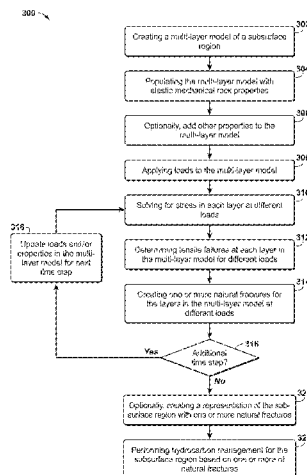 300
302
Creating a multi-layer model of a subsurface
region
304
Populating the multi-layer model with
elastic mechanical rock properties
306
Optionally, add other properties to the
multi-layer model
308
Applying loads to the multi-layer model
310
Solving for stress in each layer at different
loads
312
Determining tensile failures at each layer in
the multi-layer model for different loads
314
Creating one or more natural fractures for
the layers in the multi-layer model at
different loads
316
Additional
time step?
Yes
No
318
Update loads and/or
properties in the multi-
layer model for next
time step
32
Optionally, creating a representation of the sub-
surface region with one or more natural fractures
32
Performing hydrocarbon management for the
subsurface region based on one or more of
natural fractures